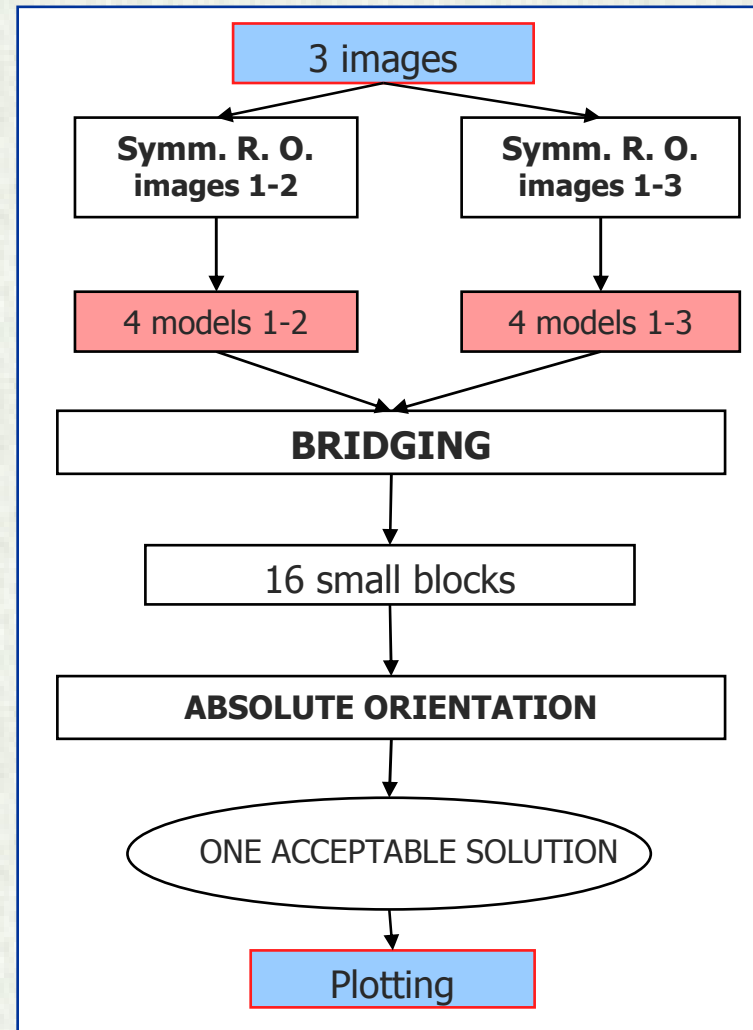 3 images
Symm. R. O.
images 1-2
Symm. R. O.
images 1-3
4 models 1-2
4 models 1-3
BRIDGING
16 small blocks
ABSOLUTE ORIENTATION
ONE ACCEPTABLE SOLUTION
Plotting